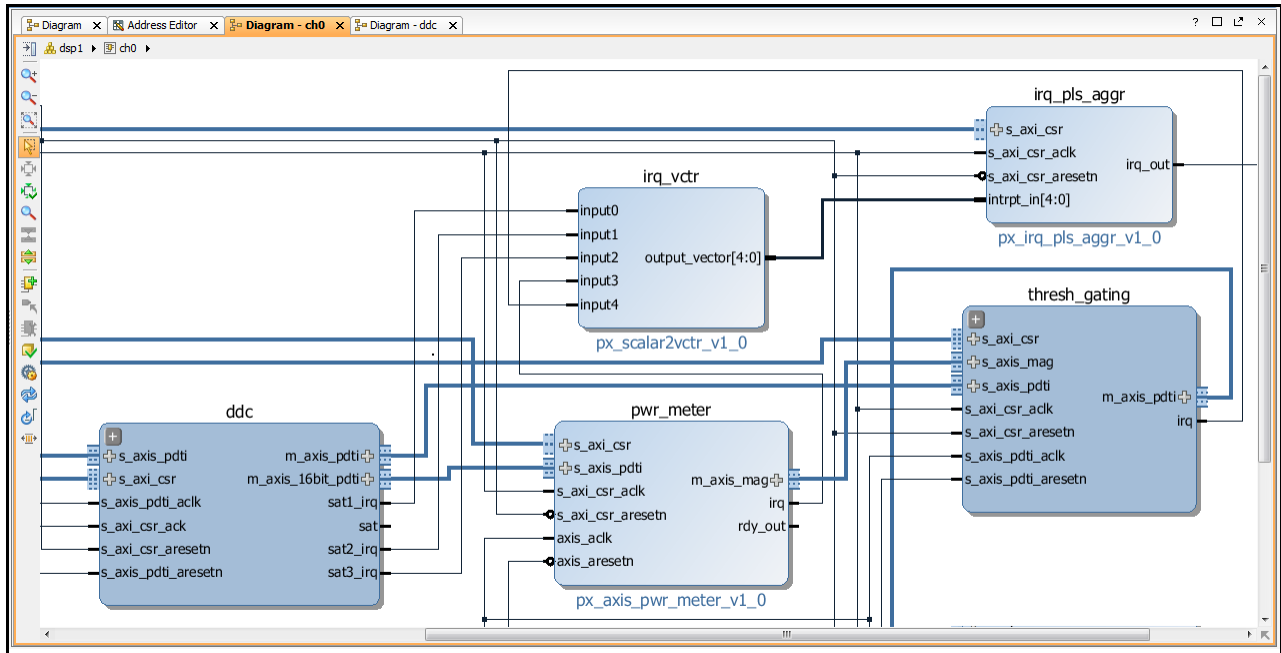 Diagram
Address Editor
Diagram - ch0
Diagram - ddc
dsp1
ch0
irq_pls_aggr
s_axi_csr
s_axi_csr_aclk
s_axi_csr_aresetn
intrpt_in[4:0]
irq_out
px_irq_pls_aggr_v1_0
irq_vctr
input0
input1
input2
input3
input4
output_vector[4:0]
px_scalar2vctr_v1_0
thresh_gating
s_axi_csr
s_axis_mag
s_axis_pdti
s_axi_csr_aclk
s_axi_csr_aresetn
s_axis_pdti_aclk
s_axis_pdti_aresetn
m_axis_pdti
irq
ddc
s_axis_pdti
s_axi_csr
s_axis_pdti_aclk
s_axi_csr_ack
s_axi_csr_aresetn
s_axis_pdti_aresetn
m_axis_pdti
m_axis_16bit_pdti
sat1_irq
sat
sat2_irq
sat3_irq
pwr_meter
s_axi_csr
s_axis_pdti
s_axi_csr_aclk
s_axi_csr_aresetn
axis_aclk
axis_aresetn
m_axis_mag
irq
rdy_out
px_axis_pwr_meter_v1_0